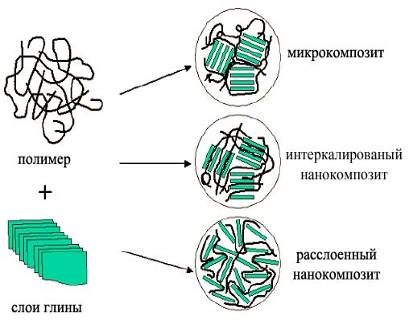 микрокомпозит
полимер
+
интеркалированый
нанокомпозит
слои глины
расслоенный
нанокомпозит